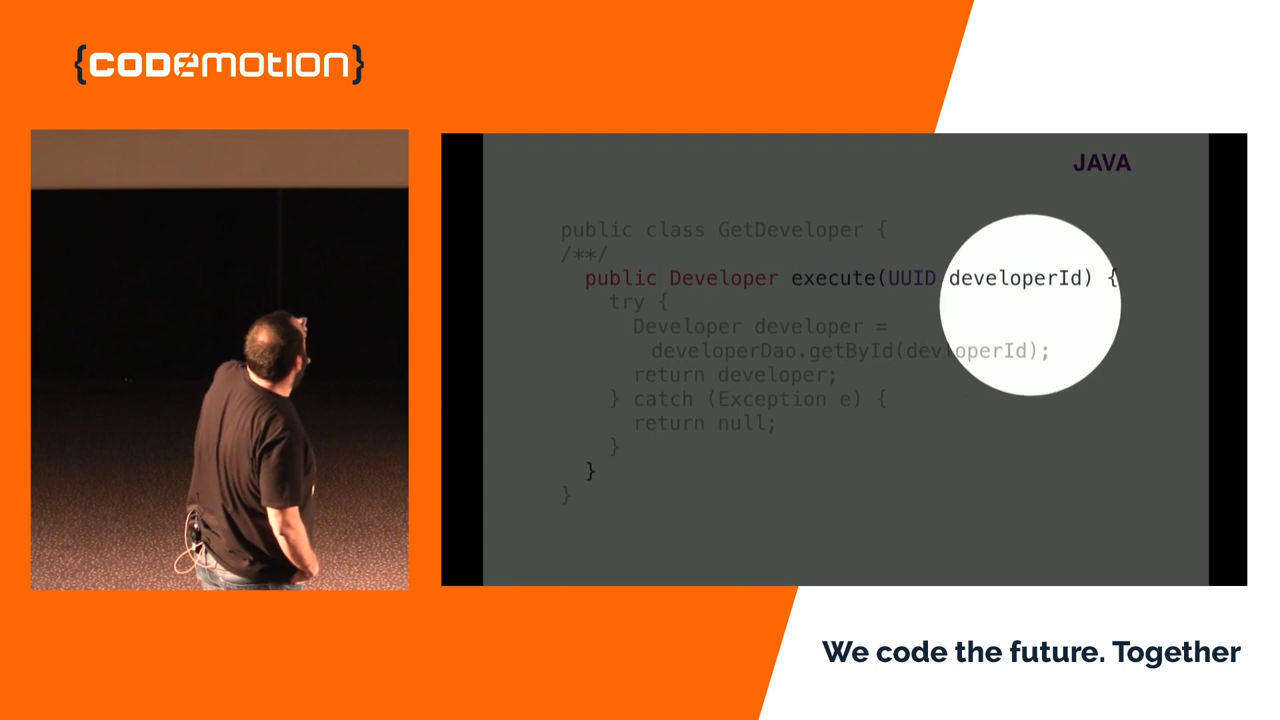 {CODEMOTION}
JAVA
public class GetDeveloper {
/**/
public Developer execute(UUID developerId) {
try {
Developer developer =
developerDao.getById(devloperId);
return developer;
} catch (Exception e) {
return null;
}
}
}
We code the future. Together